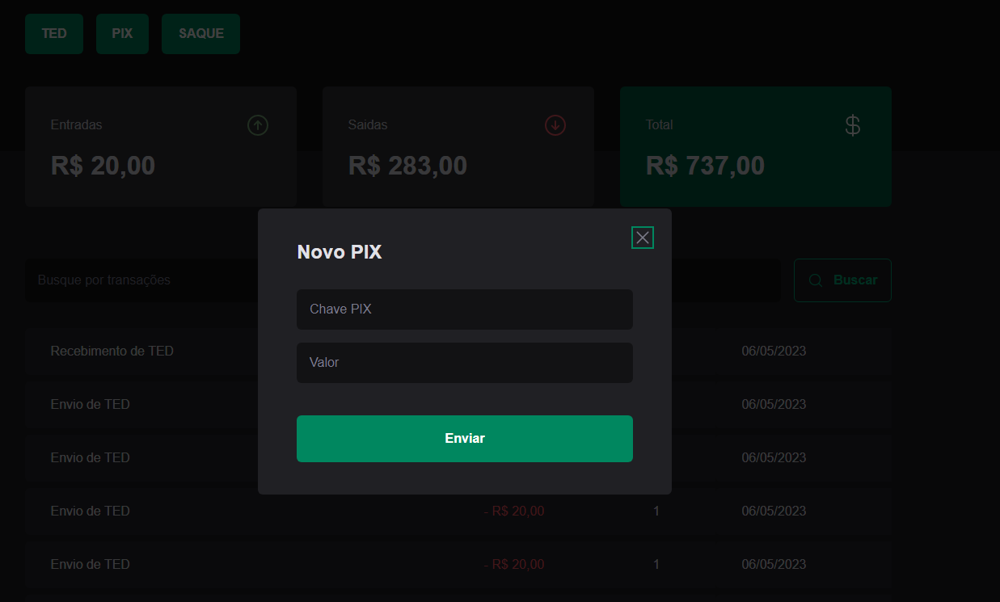 TED PIX SAQUE
Entradas Saidas Total $
R$ 20,00 R$ 283,00 R$ 737,00
Novo PIX
Busque por transações Buscar
Chave PIX
Recebimento de TED 06/05/2023
Valor
Envio de TED 06/05/2023
Enviar
Envio de TED 06/05/2023
Envio de TED - R$ 20,00 1 06/05/2023
Envio de TED - R$ 20,00 1 06/05/2023